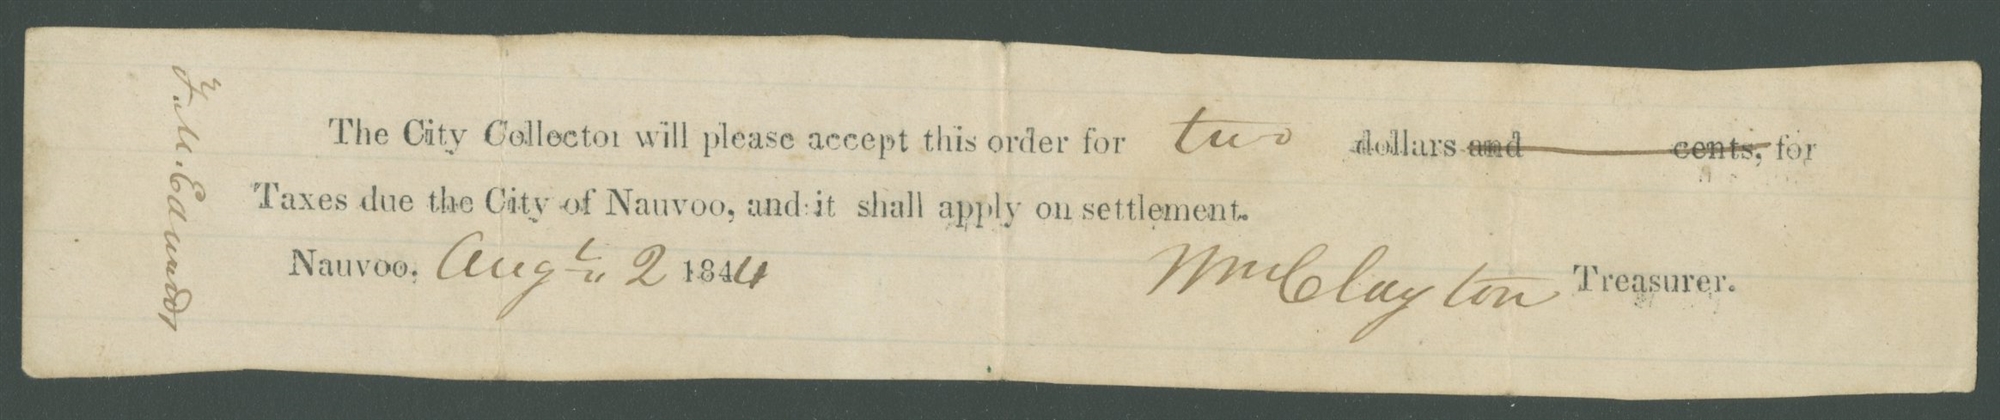 The City Collector will please accept this order for two dollars and cents, for
Taxes due the City of Nauvoo, and it shall apply on settlement.
Nauvoo, Augt 2 1844 Wm Clayton Treasurer.
F. M. Edmunds